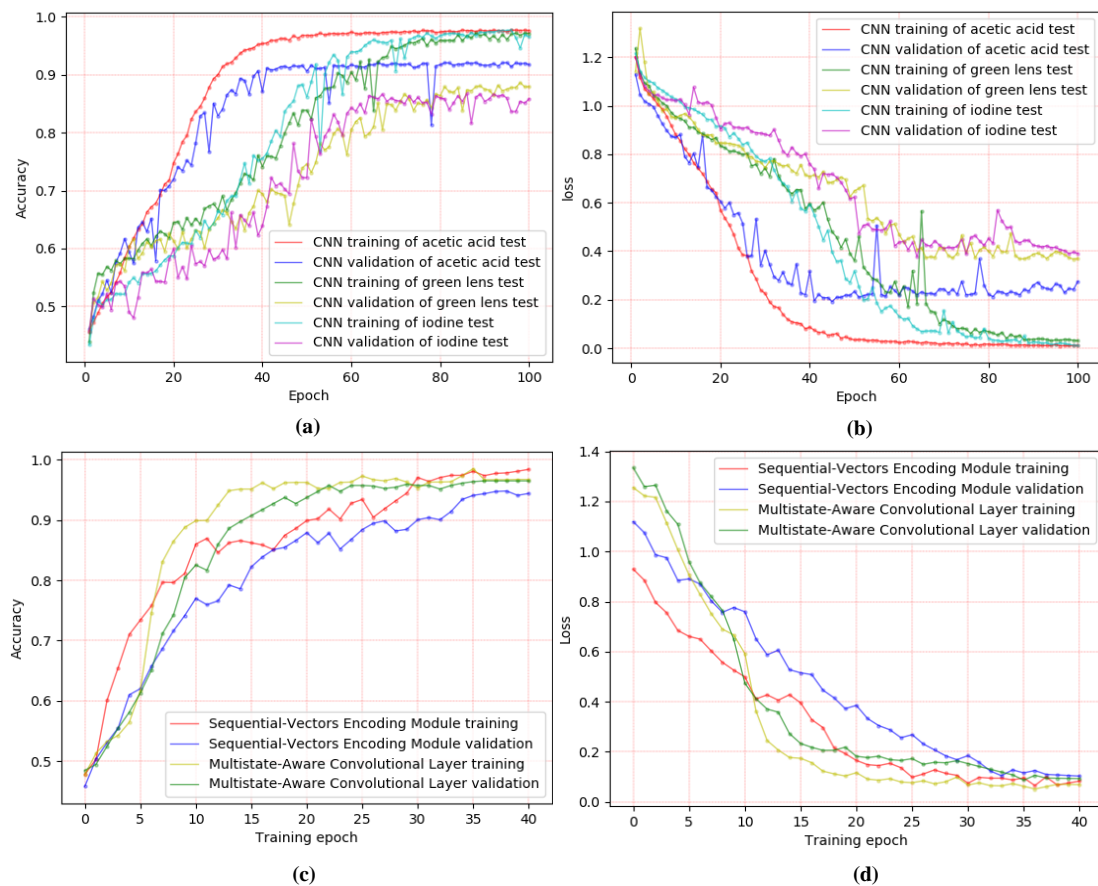 1.0
0.9
0.8
0.7
0.6
0.5
Accuracy
0 20 40 60 80 100
Epoch
CNN training of acetic acid test
CNN validation of acetic acid test
CNN training of green lens test
CNN validation of green lens test
CNN training of iodine test
CNN validation of iodine test
(a)
1.2
1.0
0.8
0.6
0.4
0.2
0.0
loss
0 20 40 60 80 100
Epoch
CNN training of acetic acid test
CNN validation of acetic acid test
CNN training of green lens test
CNN validation of green lens test
CNN training of iodine test
CNN validation of iodine test
(b)
1.0
0.9
0.8
0.7
0.6
0.5
Accuracy
0 5 10 15 20 25 30 35 40
Training epoch
Sequential-Vectors Encoding Module training
Sequential-Vectors Encoding Module validation
Multistate-Aware Convolutional Layer training
Multistate-Aware Convolutional Layer validation
(c)
1.4
1.2
1.0
0.8
0.6
0.4
0.2
0.0
Loss
0 5 10 15 20 25 30 35 40
Training epoch
Sequential-Vectors Encoding Module training
Sequential-Vectors Encoding Module validation
Multistate-Aware Convolutional Layer training
Multistate-Aware Convolutional Layer validation
(d)